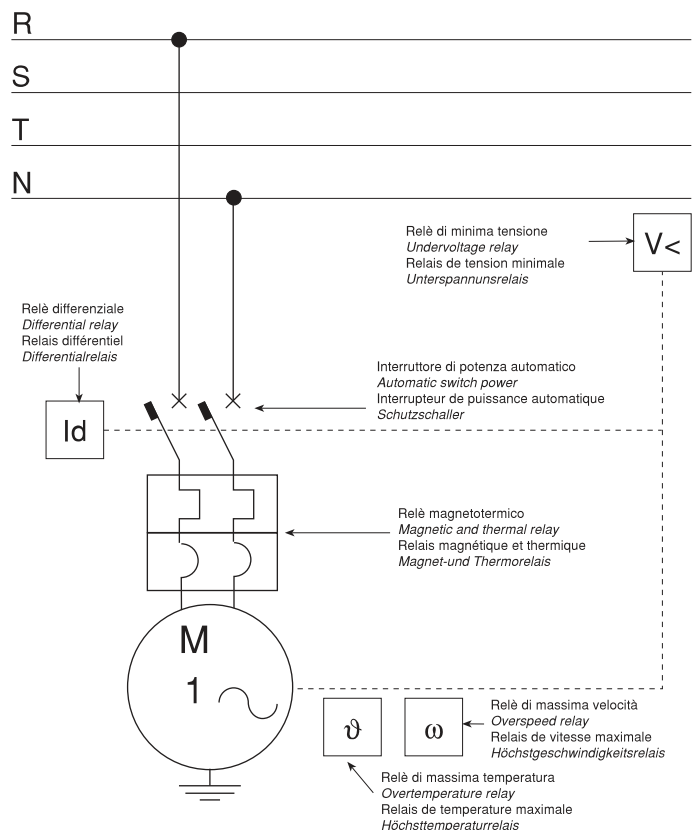 R
S
T
N
Relè di minima tensione
Undervoltage relay
Relais de tension minimale
Unterspannunsrelais
V<
Relè differenziale
Differential relay
Relais différentiel
Differentialrelais
Id
Interruttore di potenza automatico
Automatic switch power
Interrupteur de puissance automatique
Schutzschaller
Relè magnetotermico
Magnetic and thermal relay
Relais magnétique et thermique
Magnet-und Thermorelais
M
1
ϑ
ω
Relè di massima velocità
Overspeed relay
Relais de vitesse maximale
Höchstgeschwindigkeitsrelais
Relè di massima temperatura
Overtemperature relay
Relais de temperature maximale
Höchsttemperaturrelais